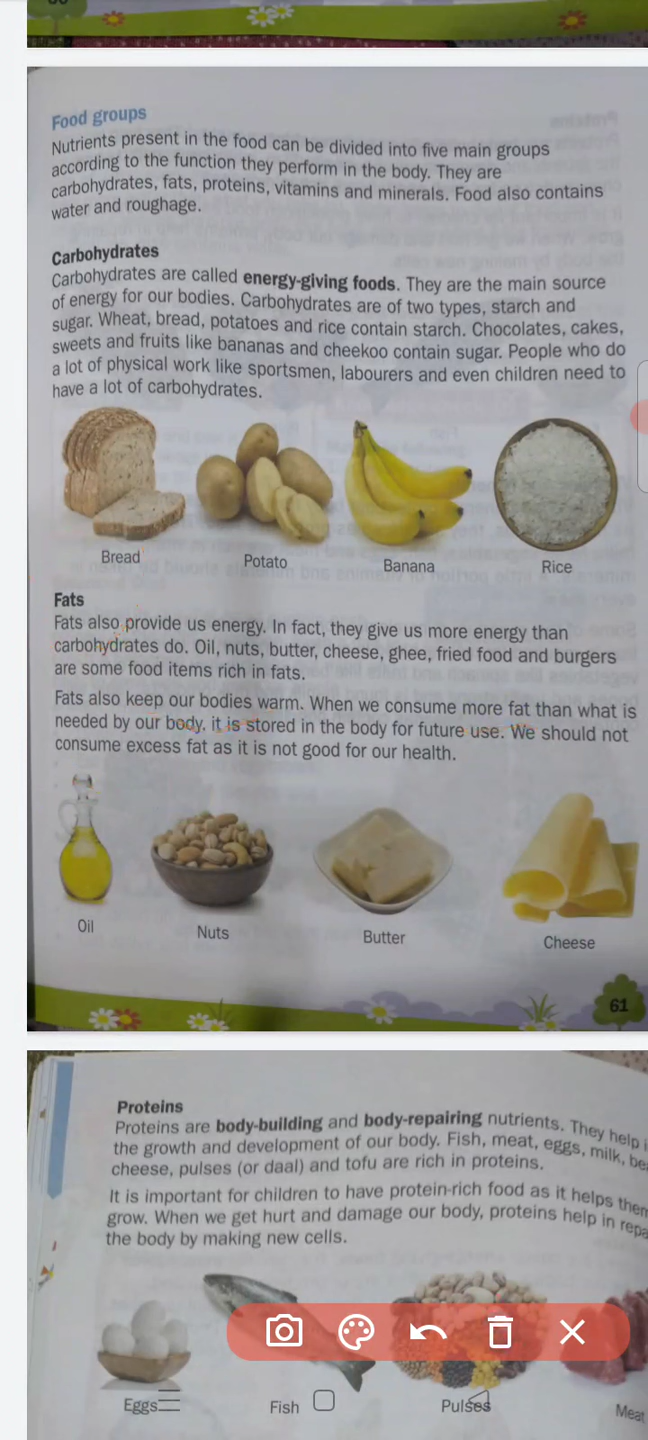 Food groups
Nutrients present in the food can be divided into five main groups
according to the function they perform in the body. They are
carbohydrates, fats, proteins, vitamins and minerals. Food also contains
water and roughage.
Carbohydrates
Carbohydrates are called energy-giving foods. They are the main source
of energy for our bodies. Carbohydrates are of two types, starch and
sugar. Wheat, bread, potatoes and rice contain starch. Chocolates, cakes,
sweets and fruits like bananas and cheekoo contain sugar. People who do
a lot of physical work like sportsmen, labourers and even children need to
have a lot of carbohydrates.
Bread Potato Banana Rice
Fats
Fats also provide us energy. In fact, they give us more energy than
carbohydrates do. Oil, nuts, butter, cheese, ghee, fried food and burgers
are some food items rich in fats.
Fats also keep our bodies warm. When we consume more fat than what is
needed by our body. it is stored in the body for future use. We should not
consume excess fat as it is not good for our health.
Oil Nuts Butter Cheese
61
Proteins
Proteins are body-building and body-repairing nutrients. They help
the growth and development of our body. Fish, meat, eggs, milk,
cheese, pulses (or daal) and tofu are rich in proteins.
It is important for children to have protein-rich food as it helps
grow. When we get hurt and damage our body, proteins help in
the body by making new cells.
Eggs Fish Pulses Meat